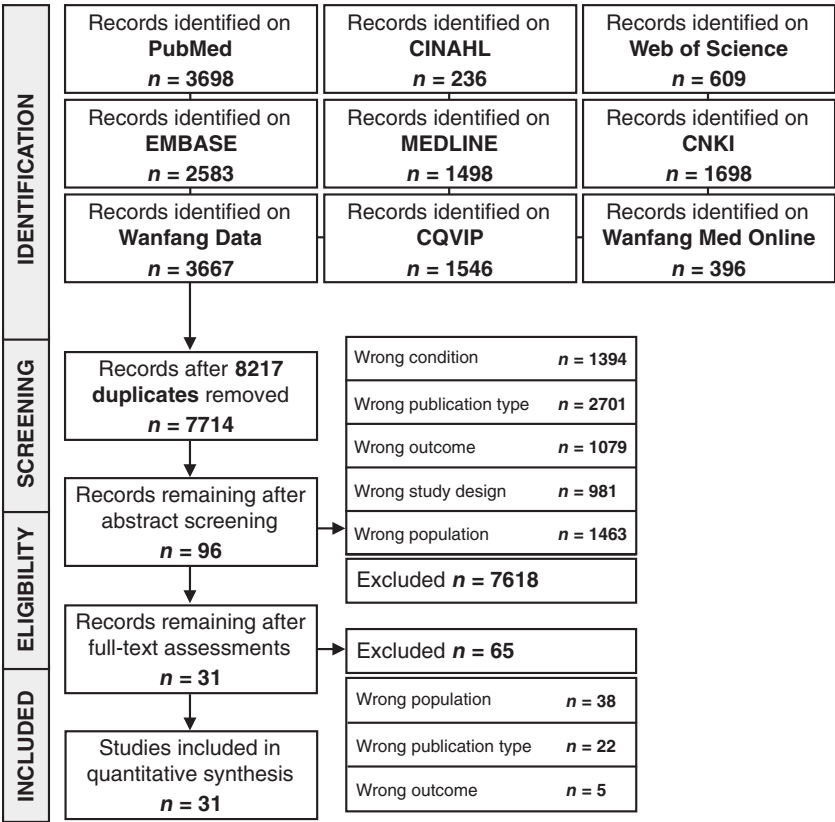 IDENTIFICATION
Records identified on
PubMed
n = 3698
Records identified on
CINAHL
n = 236
Records identified on
Web of Science
n = 609
Records identified on
EMBASE
n = 2583
Records identified on
MEDLINE
n = 1498
Records identified on
CNKI
n = 1698
Records identified on
Wanfang Data
n = 3667
Records identified on
CQVIP
n = 1546
Records identified on
Wanfang Med Online
n = 396
SCREENING
Records after 8217
duplicates removed
n = 7714
Wrong condition n = 1394
Wrong publication type n = 2701
Wrong outcome n = 1079
Wrong study design n = 981
Wrong population n = 1463
Excluded n = 7618
Records remaining after
abstract screening
n = 96
ELIGIBILITY
Records remaining after
full-text assessments
n = 31
Excluded n = 65
Wrong population n = 38
Wrong publication type n = 22
Wrong outcome n = 5
INCLUDED
Studies included in
quantitative synthesis
n = 31